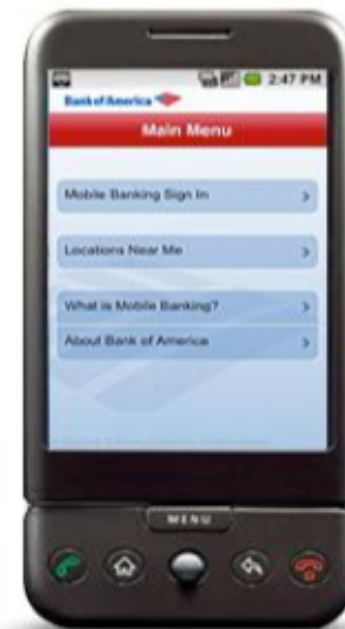 2:47 PM
Bank of America
Main Menu
Mobile Banking Sign In
Locations Near Me
What is Mobile Banking?
About Bank of America
MENU